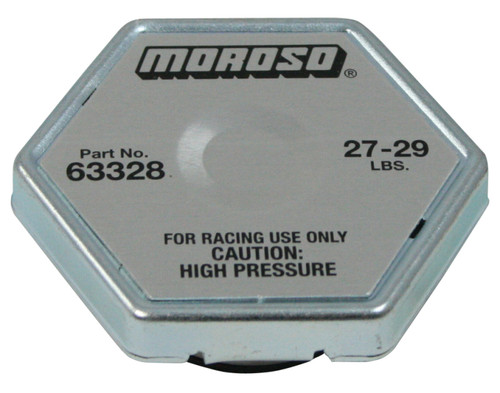 MOROSO®
Part No.
63328
27-29
LBS.
FOR RACING USE ONLY
CAUTION:
HIGH PRESSURE